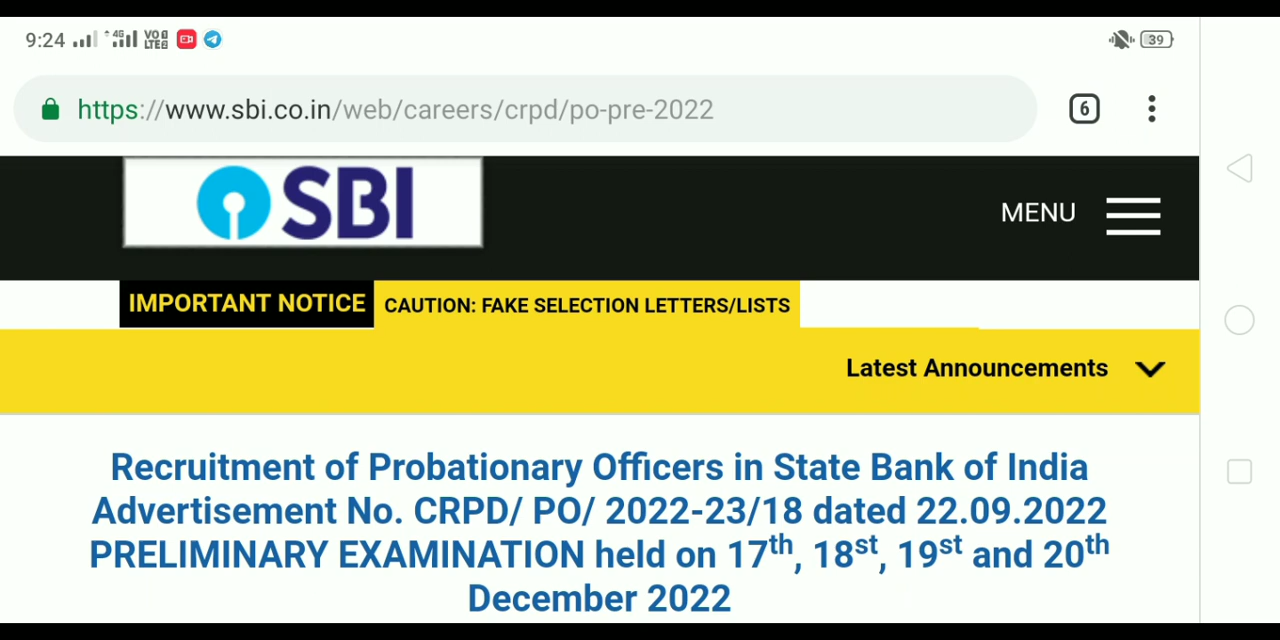 9:24 4G VO LTE 39
https://www.sbi.co.in/web/careers/crpd/po-pre-2022 6
SBI
MENU
IMPORTANT NOTICE CAUTION: FAKE SELECTION LETTERS/LISTS
Latest Announcements
Recruitment of Probationary Officers in State Bank of India
Advertisement No. CRPD/ PO/ 2022-23/18 dated 22.09.2022
PRELIMINARY EXAMINATION held on 17th, 18st, 19st and 20th
December 2022